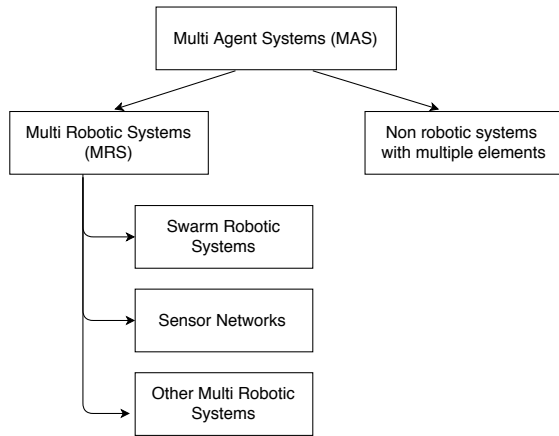 Multi Agent Systems (MAS)
Multi Robotic Systems
(MRS)
Non robotic systems
with multiple elements
Swarm Robotic
Systems
Sensor Networks
Other Multi Robotic
Systems